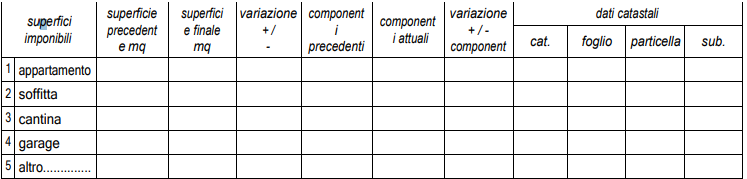 superfici imponibili
superficie precedent e mq
superfici e finale mq
variazione + / -
component i precedenti
component i attuali
variazione + / - component
dati catastali
cat. foglio particella sub.
1 appartamento
2 soffitta
3 cantina
4 garage
5 altro..............